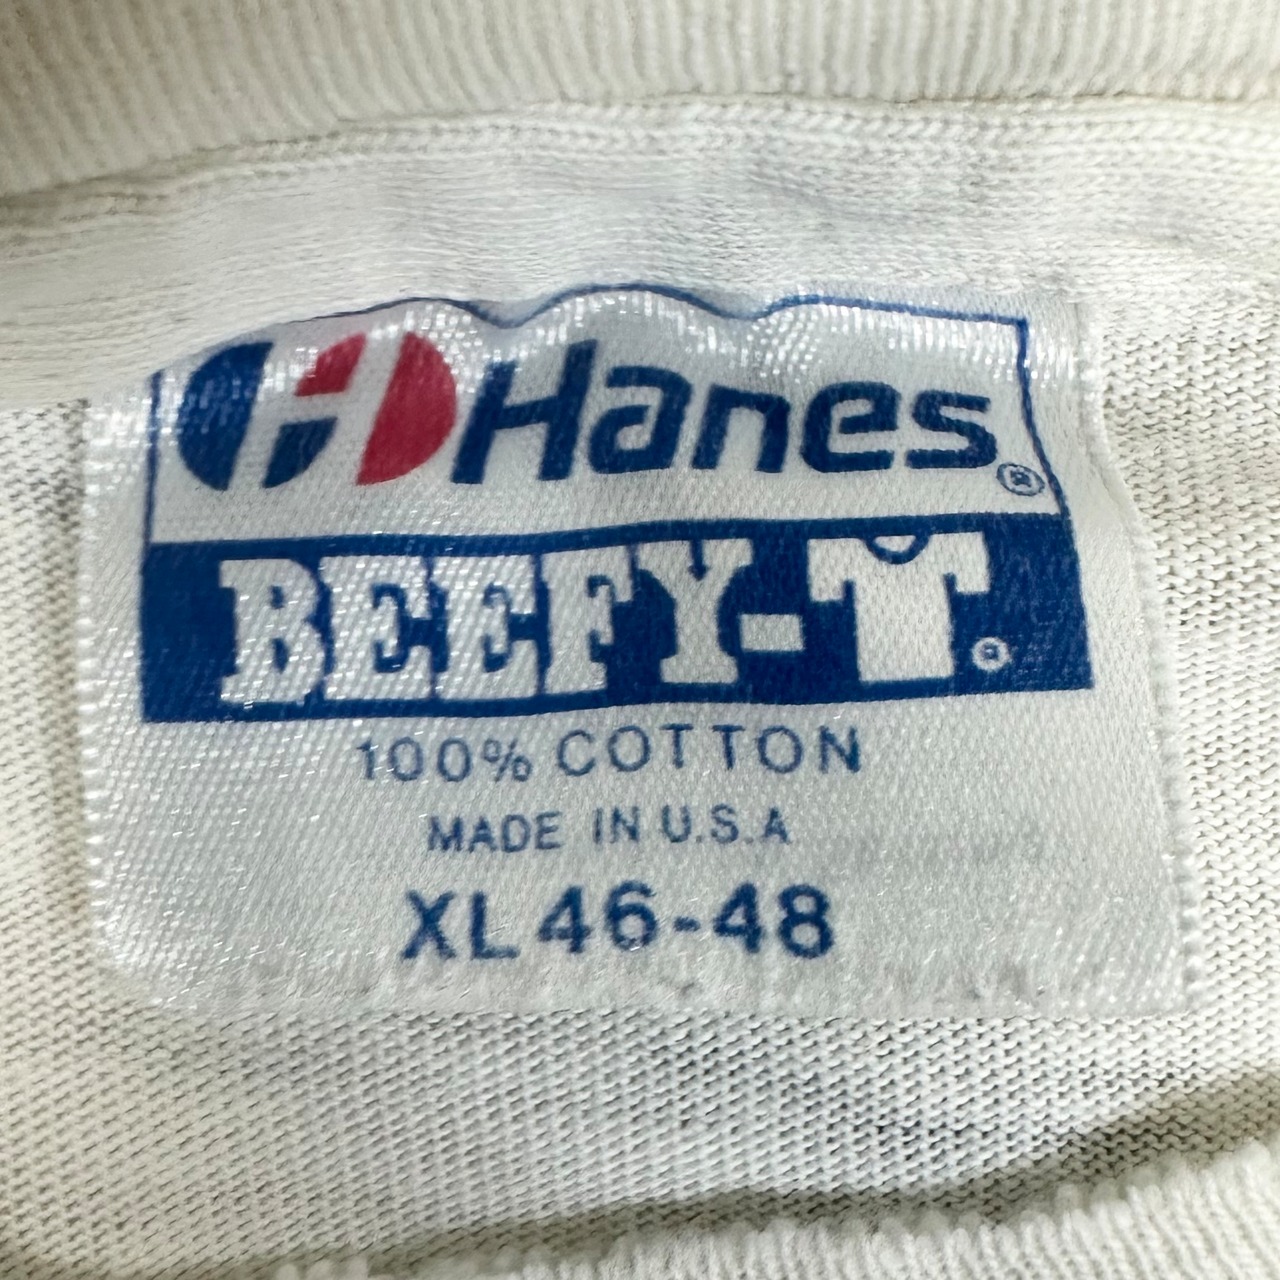 Hanes®
BEEFY-T®
100% COTTON
MADE IN U.S.A
XL 46-48